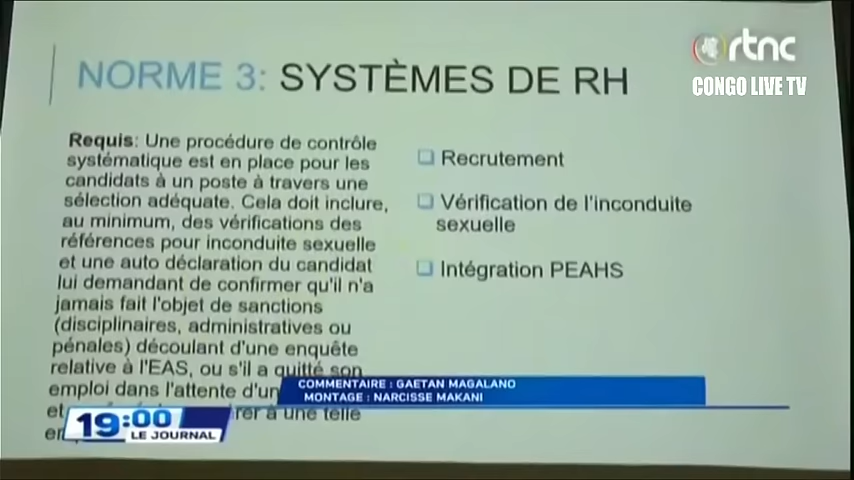 rtnc
CONGO LIVE TV
NORME 3: SYSTÈMES DE RH
Requis: Une procédure de contrôle
systématique est en place pour les
candidats à un poste à travers une
sélection adéquate. Cela doit inclure,
au minimum, des vérifications des
références pour inconduite sexuelle
et une auto déclaration du candidat
lui demandant de confirmer qu'il n'a
jamais fait l'objet de sanctions
(disciplinaires, administratives ou
pénales) découlant d'une enquête
relative à l'EAS, ou s'il a quitté son
emploi dans l'attente d'un
et
à une telle
Recrutement
Vérification de l'inconduite
sexuelle
Intégration PEAHS
COMMENTAIRE : GAETAN MAGALANO
MONTAGE : NARCISSE MAKANI
19:00
LE JOURNAL